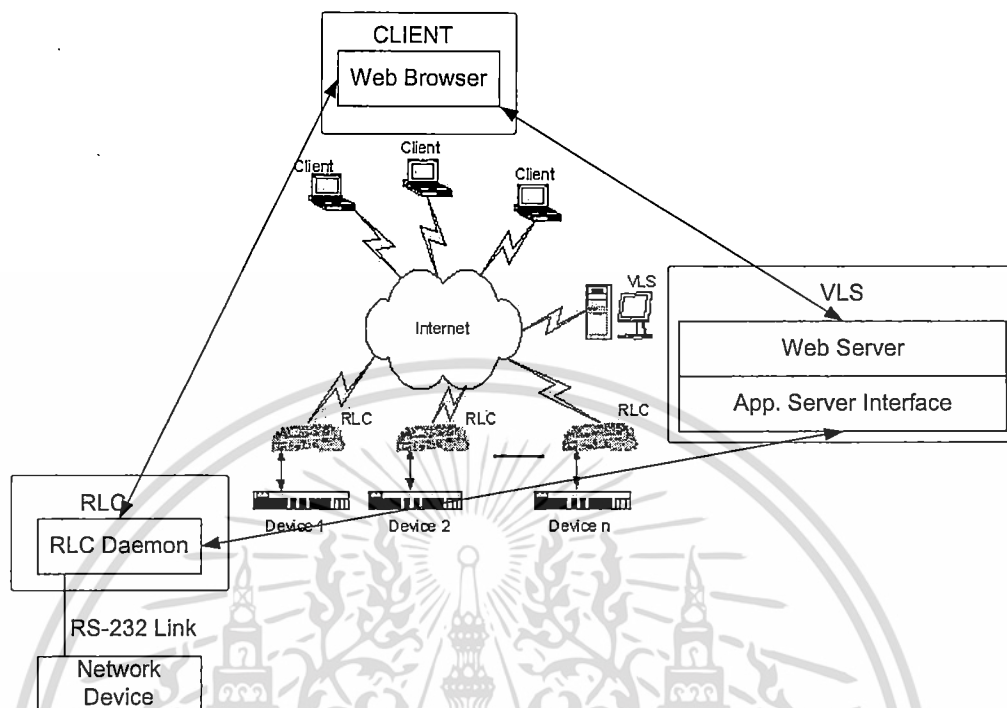 CLIENT
Web Browser
Client
Client
Client
VLS
VLS
Internet
Web Server
App. Server Interface
RLC
RLC
RLC
RLC
Device 1
Device 2
Device n
RLC Daemon
RS-232 Link
Network
Device